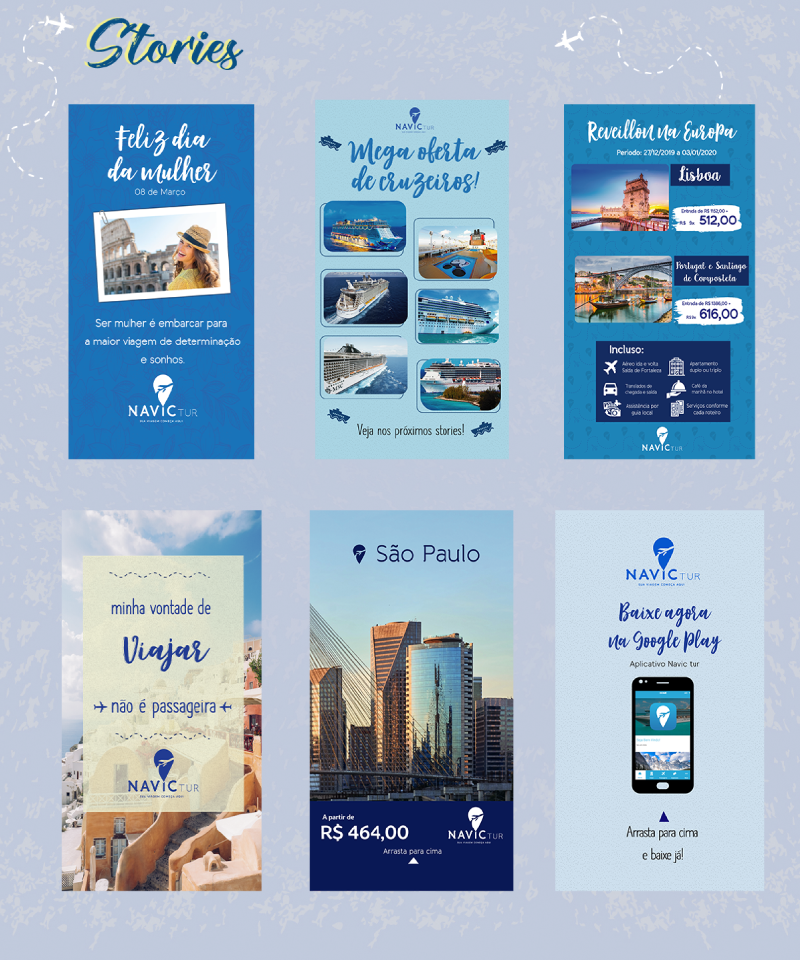 Stories
Feliz dia
da mulher
08 de Março
Ser mulher é embarcar para
a maior viagem de determinação
e sonhos.
NAVIC TUR
SUA VIAGEM COMEÇA AQUI
NAVIC TUR
Mega oferta
de cruzeiros!
MSC
Veja nos próximos stories!
Reveillon na Europa
Período: 27/12/2019 a 03/01/2020
Lisboa
Entrada de R$ 1152,00+
R$ 9x 512,00
Portugal e Santiago
de Compostela
Entrada de R$ 1386,00 +
R$ 9x 616,00
Incluso:
Aéreo ida e volta
Saída de Fortaleza
Apartamento
duplo ou triplo
Translados de
chegada e saída
Café da
manhã no hotel
Assistência por
guia local
Serviços conforme
cada roteiro
NAVIC TUR
minha vontade de
Viajar
não é passageira
NAVIC TUR
SUA VIAGEM COMEÇA AQUI
São Paulo
A partir de
R$ 464,00
NAVIC TUR
Arrasta para cima
NAVIC TUR
SUA VIAGEM COMEÇA AQUI
Baixe agora
na Google Play
Aplicativo Navic tur
Arrasta para cima
e baixe já!